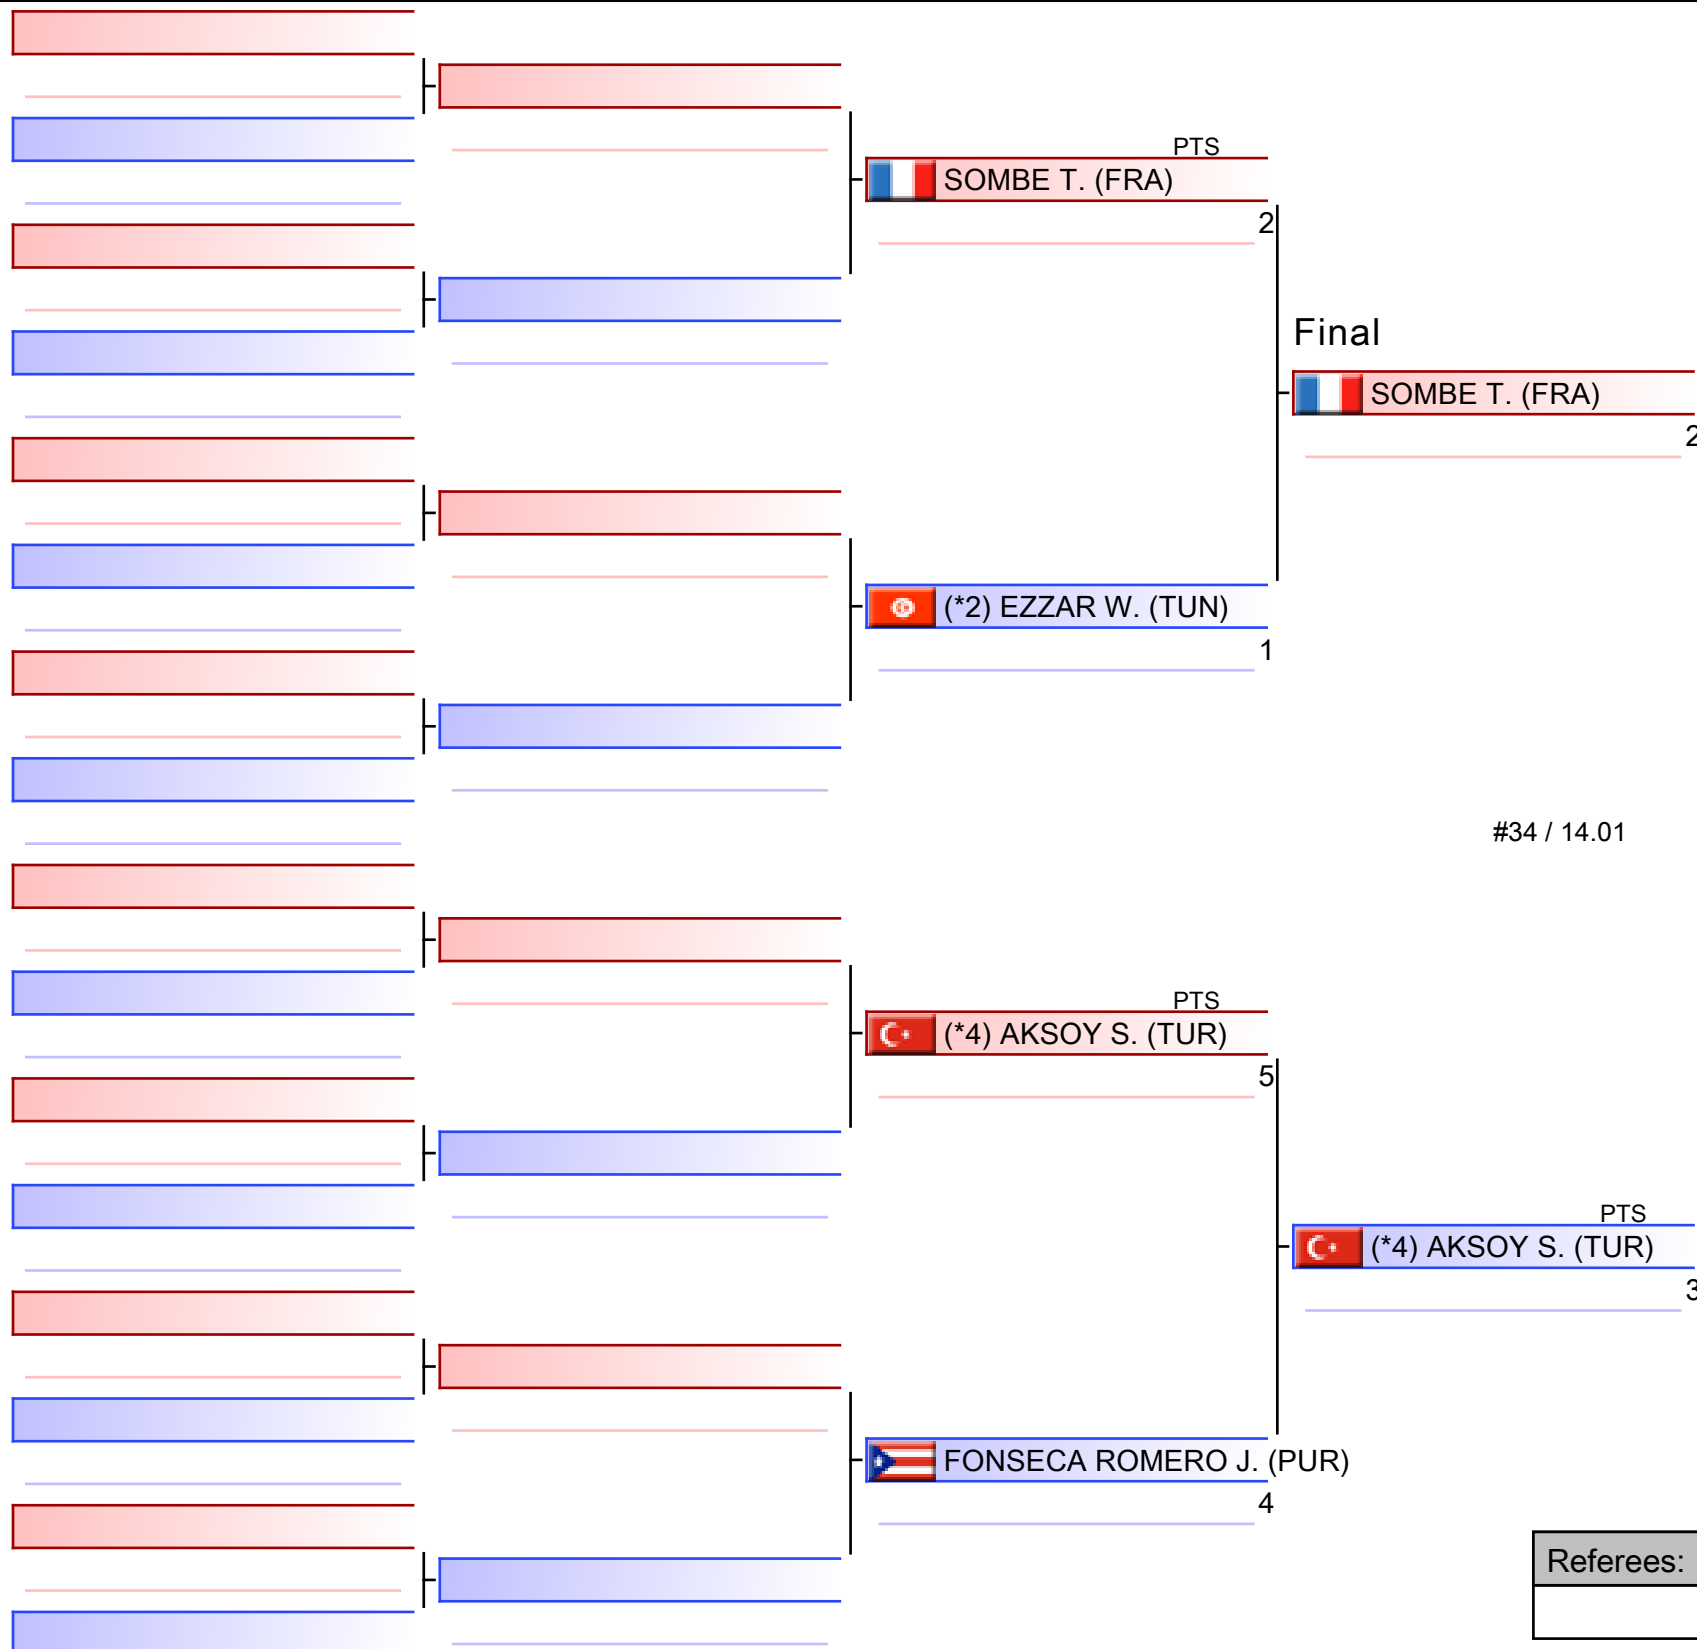 PTS
SOMBE T. (FRA)
2
Final
SOMBE T. (FRA)
2
(*2) EZZAR W. (TUN)
1
#34 / 14.01
PTS
(*4) AKSOY S. (TUR)
5
PTS
(*4) AKSOY S. (TUR)
3
FONSECA ROMERO J. (PUR)
4
Referees: